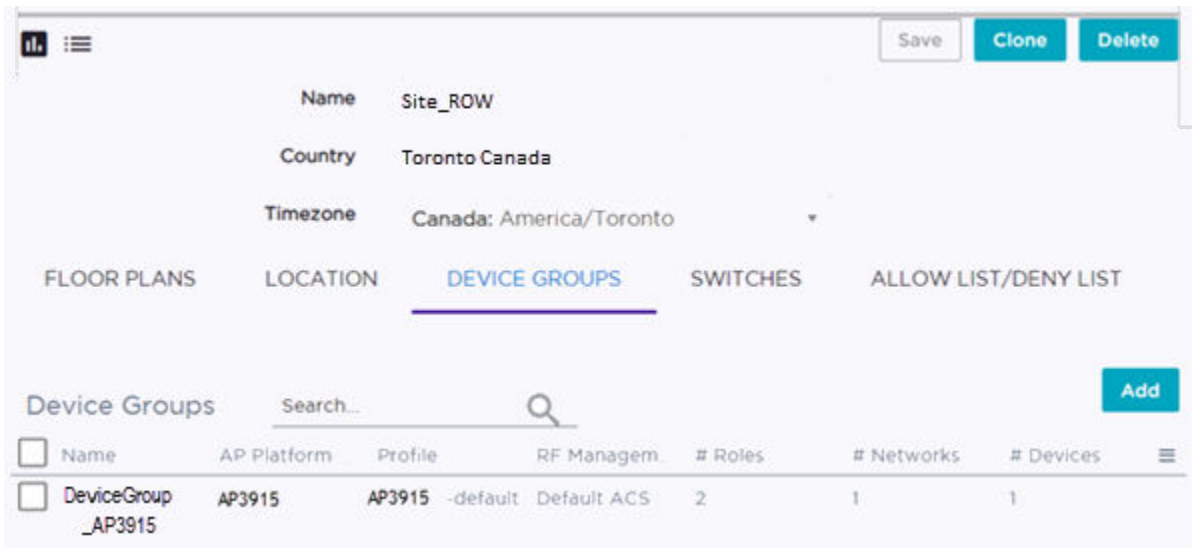 Save Clone Delete
Name Site_ROW
Country Toronto Canada
Timezone Canada: America/Toronto
FLOOR PLANS LOCATION DEVICE GROUPS SWITCHES ALLOW LIST/DENY LIST
Add
Device Groups Search...
Name AP Platform Profile RF Managem # Roles # Networks # Devices
DeviceGroup AP3915 AP3915 -default Default ACS 2 1 1
_AP3915